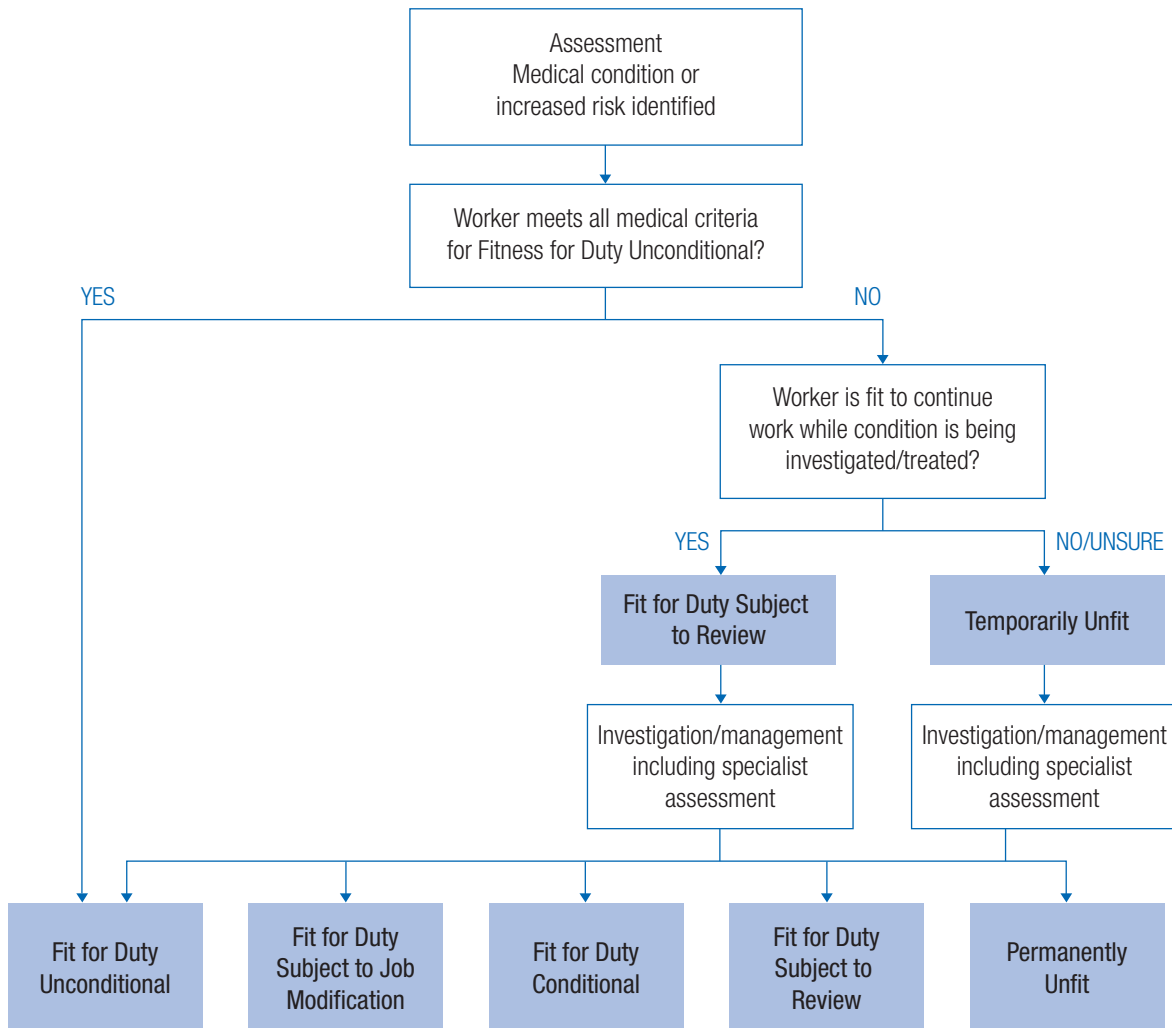 Assessment
Medical condition or
increased risk identified
Worker meets all medical criteria
for Fitness for Duty Unconditional?
YES
NO
Worker is fit to continue
work while condition is being
investigated/treated?
YES
NO/UNSURE
Fit for Duty Subject
to Review
Temporarily Unfit
Investigation/management
including specialist
assessment
Investigation/management
including specialist
assessment
Fit for Duty
Unconditional
Fit for Duty
Subject to Job
Modification
Fit for Duty
Conditional
Fit for Duty
Subject to
Review
Permanently
Unfit